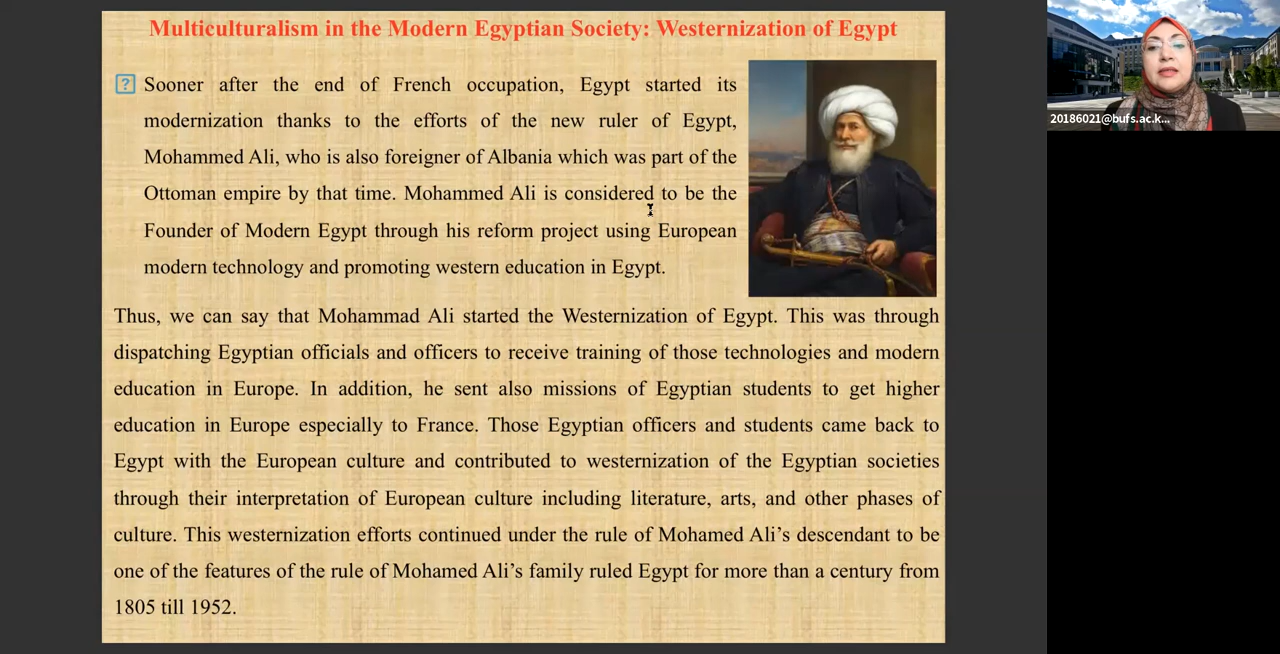 Multiculturalism in the Modern Egyptian Society: Westernization of Egypt
? Sooner after the end of French occupation, Egypt started its
modernization thanks to the efforts of the new ruler of Egypt,
Mohammed Ali, who is also foreigner of Albania which was part of the
Ottoman empire by that time. Mohammed Ali is considered to be the
Founder of Modern Egypt through his reform project using European
modern technology and promoting western education in Egypt.
Thus, we can say that Mohammad Ali started the Westernization of Egypt. This was through
dispatching Egyptian officials and officers to receive training of those technologies and modern
education in Europe. In addition, he sent also missions of Egyptian students to get higher
education in Europe especially to France. Those Egyptian officers and students came back to
Egypt with the European culture and contributed to westernization of the Egyptian societies
through their interpretation of European culture including literature, arts, and other phases of
culture. This westernization efforts continued under the rule of Mohamed Ali’s descendant to be
one of the features of the rule of Mohamed Ali’s family ruled Egypt for more than a century from
1805 till 1952.
20186021@bufs.ac.k...